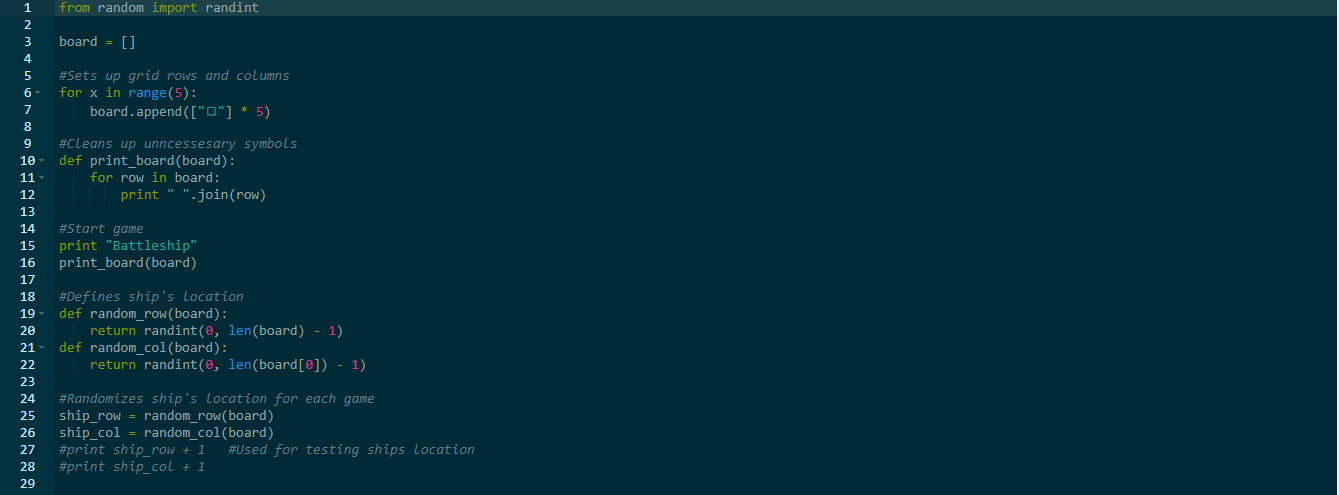 1 from random import randint
2
3 board = []
4
5 #Sets up grid rows and columns
6 for x in range(5):
7     board.append(["□"] * 5)
8
9 #Cleans up unncessesary symbols
10 def print_board(board):
11     for row in board:
12         print " ".join(row)
13
14 #Start game
15 print "Battleship"
16 print_board(board)
17
18 #Defines ship's location
19 def random_row(board):
20     return randint(0, len(board) - 1)
21 def random_col(board):
22     return randint(0, len(board[0]) - 1)
23
24 #Randomizes ship's location for each game
25 ship_row = random_row(board)
26 ship_col = random_col(board)
27 #print ship_row + 1   #Used for testing ships location
28 #print ship_col + 1
29